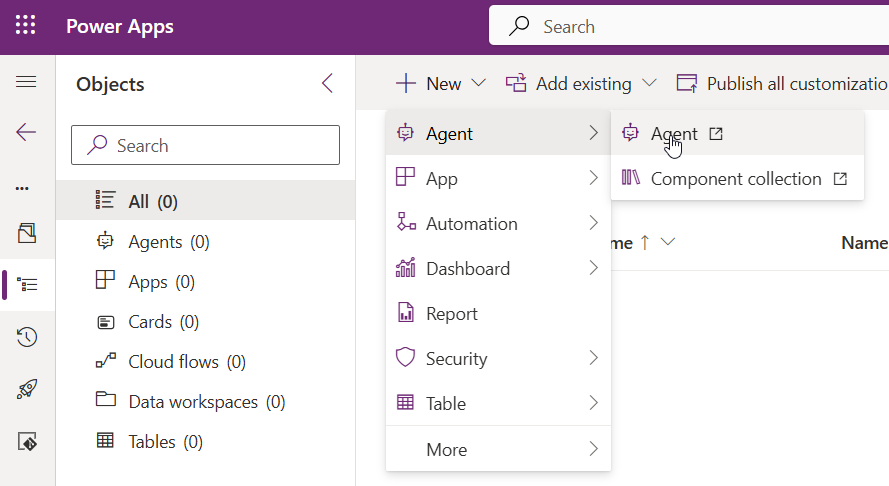 Power Apps
Search
Objects
New
Add existing
Publish all customizatio
Search
All (0)
Agents (0)
Apps (0)
Cards (0)
Cloud flows (0)
Data workspaces (0)
Tables (0)
Agent
App
Automation
Dashboard
Report
Security
Table
More
Agent
Component collection
me ↑
Name